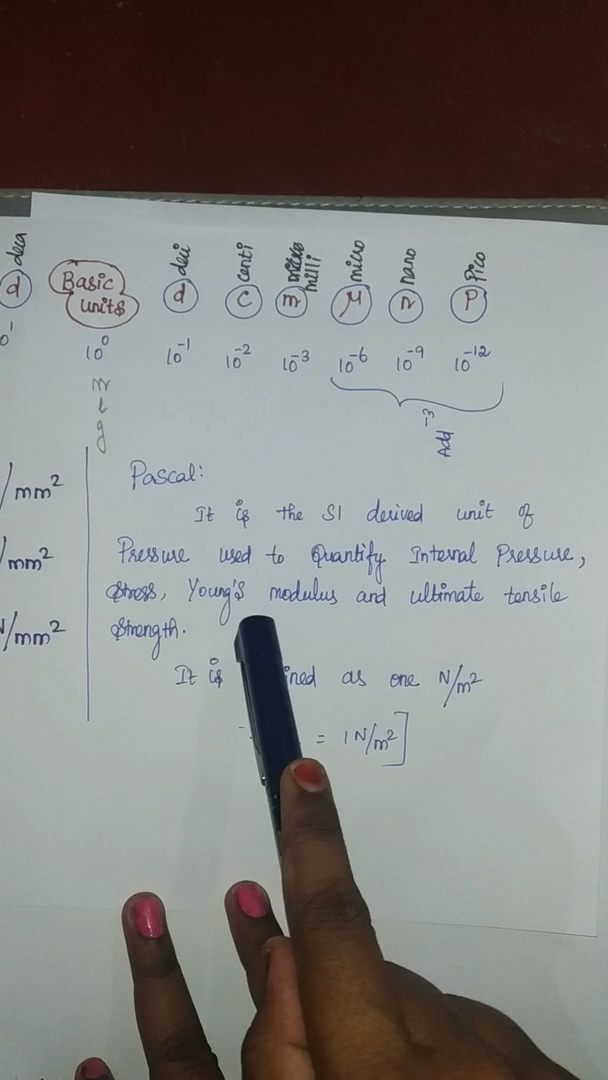 deca deci centi milli micro nano Pico
d Basic units d c m μ n P
10⁰ 10⁻¹ 10⁻² 10⁻³ 10⁻⁶ 10⁻⁹ 10⁻¹²
Add -3
g
/mm²
/mm²
N/mm²
Pascal:
It is the SI derived unit of
Pressure used to Quantify Internal Pressure,
stress, Young's modulus and ultimate tensile
strength.
It is as one N/m²
= 1 N/m²]